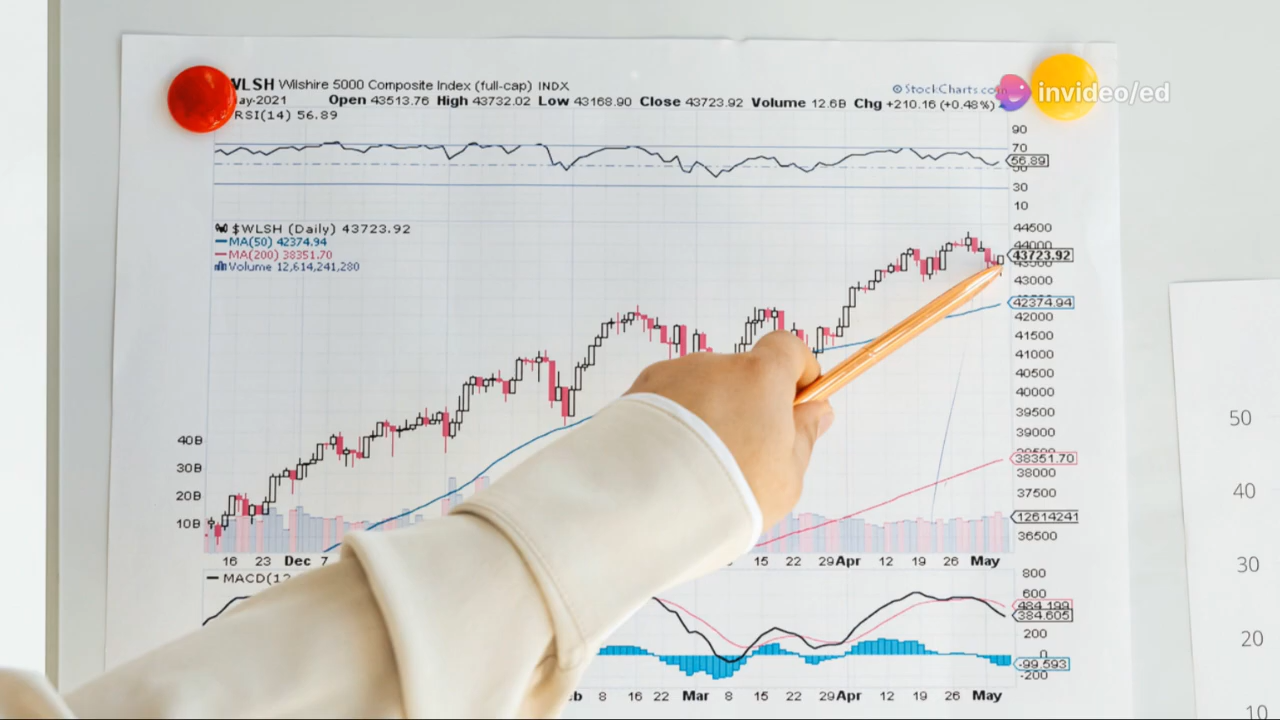 WLSH Wilshire 5000 Composite Index (full-cap) INDX
©StockCharts.com
invideo/ed
ay-2021 Open 43513.76 High 43732.02 Low 43168.90 Close 43723.92 Volume 12.6B Chg +210.16 (+0.48%)
RSI(14) 56.89
90
70
56.89
50
30
10
$WLSH (Daily) 43723.92
MA(50) 42374.94
MA(200) 38351.70
Volume 12,614,241,280
44500
44000
43723.92
43500
43000
42374.94
42000
41500
41000
40500
40000
39500
39000
38351.70
38000
37500
12614241
36500
40B
30B
20B
10B
16 23 Dec 7 15 22 29 Apr 12 19 26 May
MACD(12
800
600
484.199
384.605
200
0
-99.593
-200
b 8 16 22 Mar 8 15 22 29 Apr 12 19 26 May
50
40
30
20
10